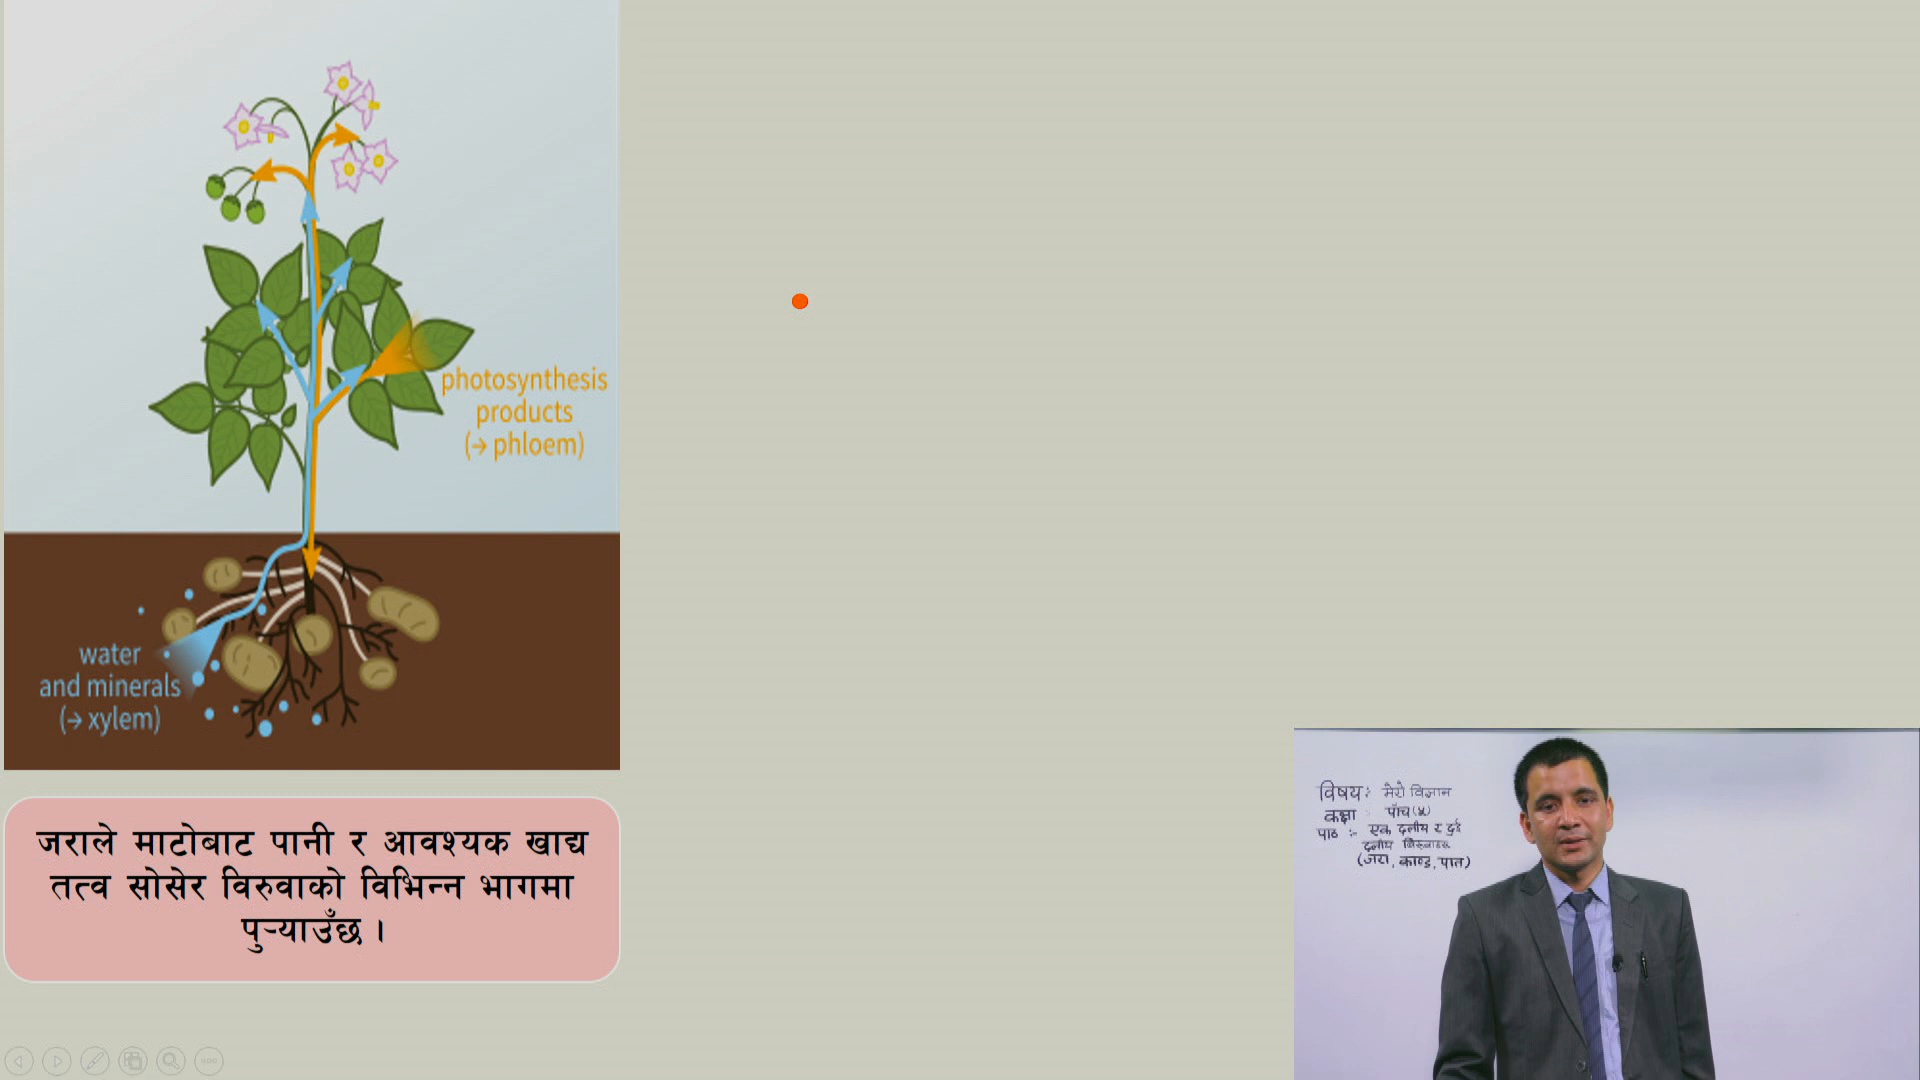 photosynthesis
products
(→ phloem)
water
and minerals
(→ xylem)
जराले माटोबाट पानी र आवश्यक खाद्य
तत्व सोसेर विरुवाको विभिन्न भागमा
पुऱ्याउँछ ।
विषय: मेरो विज्ञान
कक्षा : पाँच (५)
पाठ :- एक दलीय र दुई
दलीय विरुवाहरू
(जरा, काण्ड, पात)